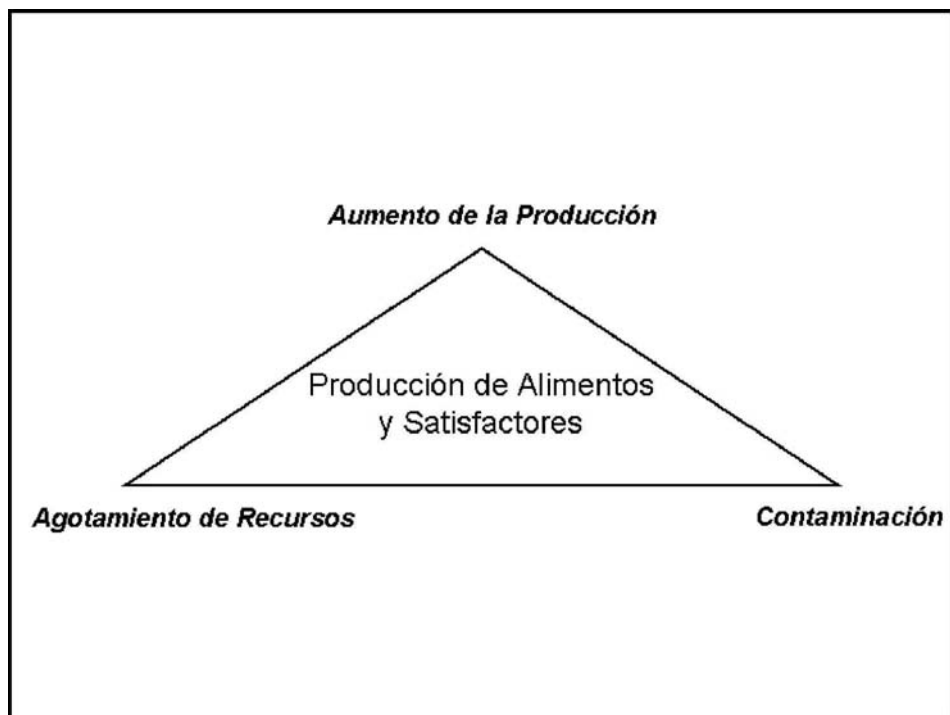 Aumento de la Producción
Producción de Alimentos
y Satisfactores
Agotamiento de Recursos
Contaminación